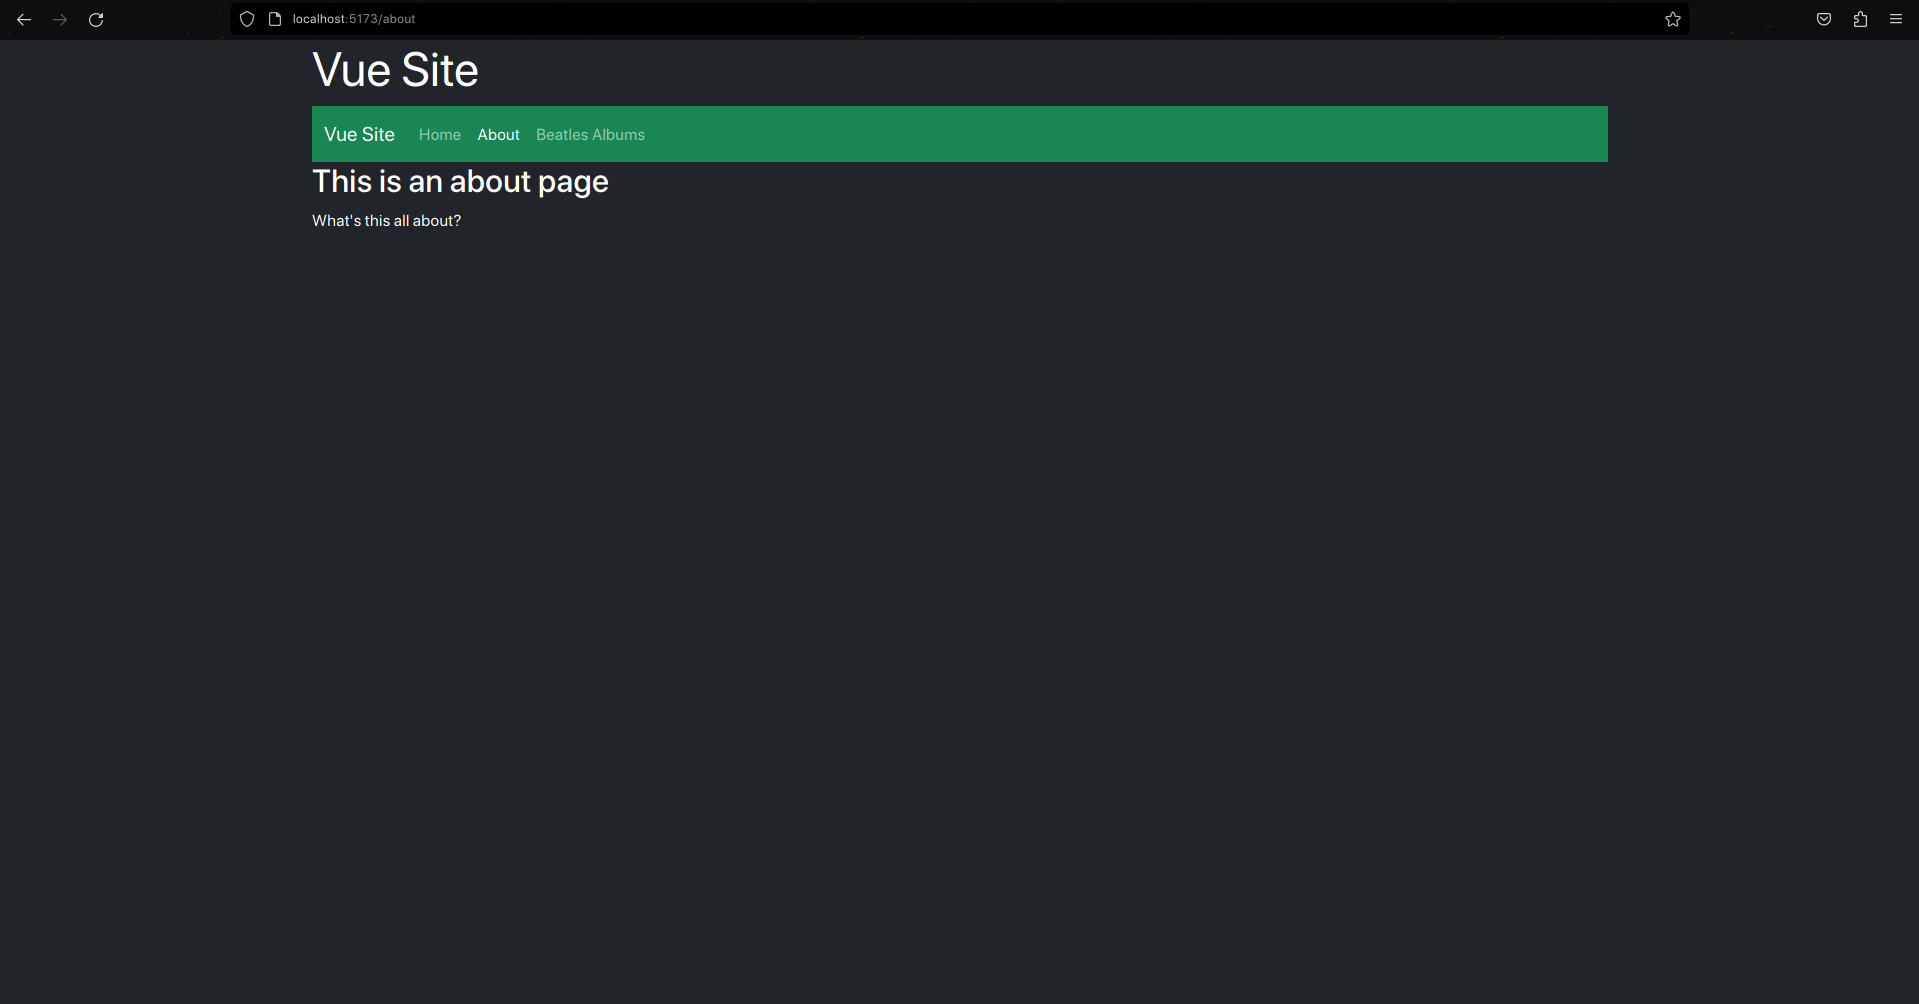 localhost:5173/about
Vue Site
Vue Site Home About Beatles Albums
This is an about page
What's this all about?